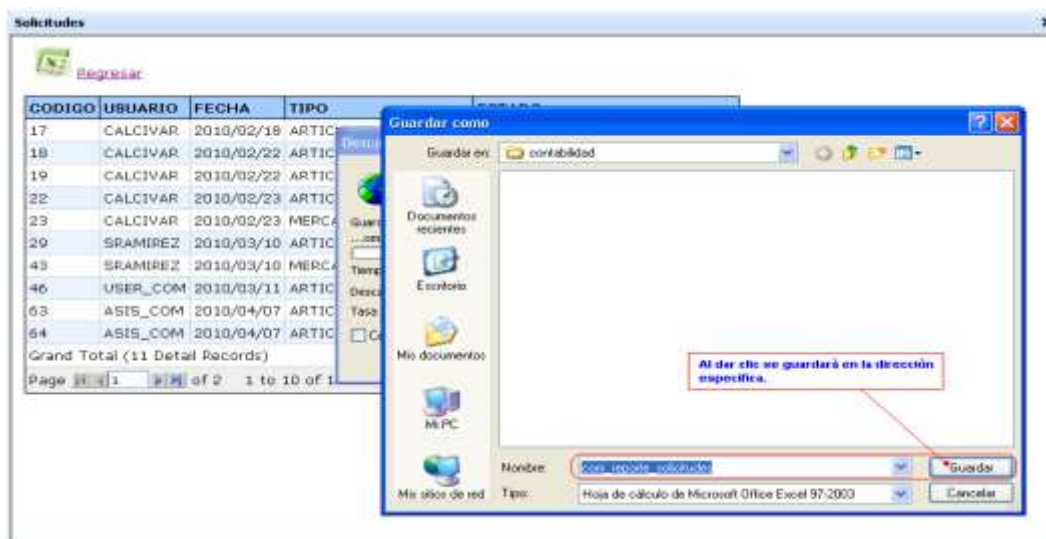 Solicitudes
Regresar
CODIGO USUARIO FECHA TIPO
17 CALCIVAR 2010/02/18 ARTIC
18 CALCIVAR 2010/02/22 ARTIC
19 CALCIVAR 2010/02/22 ARTIC
22 CALCIVAR 2010/02/23 ARTIC
23 CALCIVAR 2010/02/23 MERCA
29 SRAMIREZ 2010/03/10 ARTIC
43 SRAMIREZ 2010/03/10 MERCA
46 USER_COM 2010/03/11 ARTIC
63 ASIS_COM 2010/04/07 ARTIC
64 ASIS_COM 2010/04/07 ARTIC
Grand Total (11 Detail Records)
Page 1 of 2 1 to 10 of 1
Guardar como
Guardar en: contabilidad
Documentos recientes
Escritorio
Mis documentos
Mi PC
Mis sitios de red
Al dar clic se guardará en la dirección
especifica.
Nombre: com_reporte_solicitudes
Guardar
Tipo: Hoja de cálculo de Microsoft Office Excel 97-2003
Cancelar